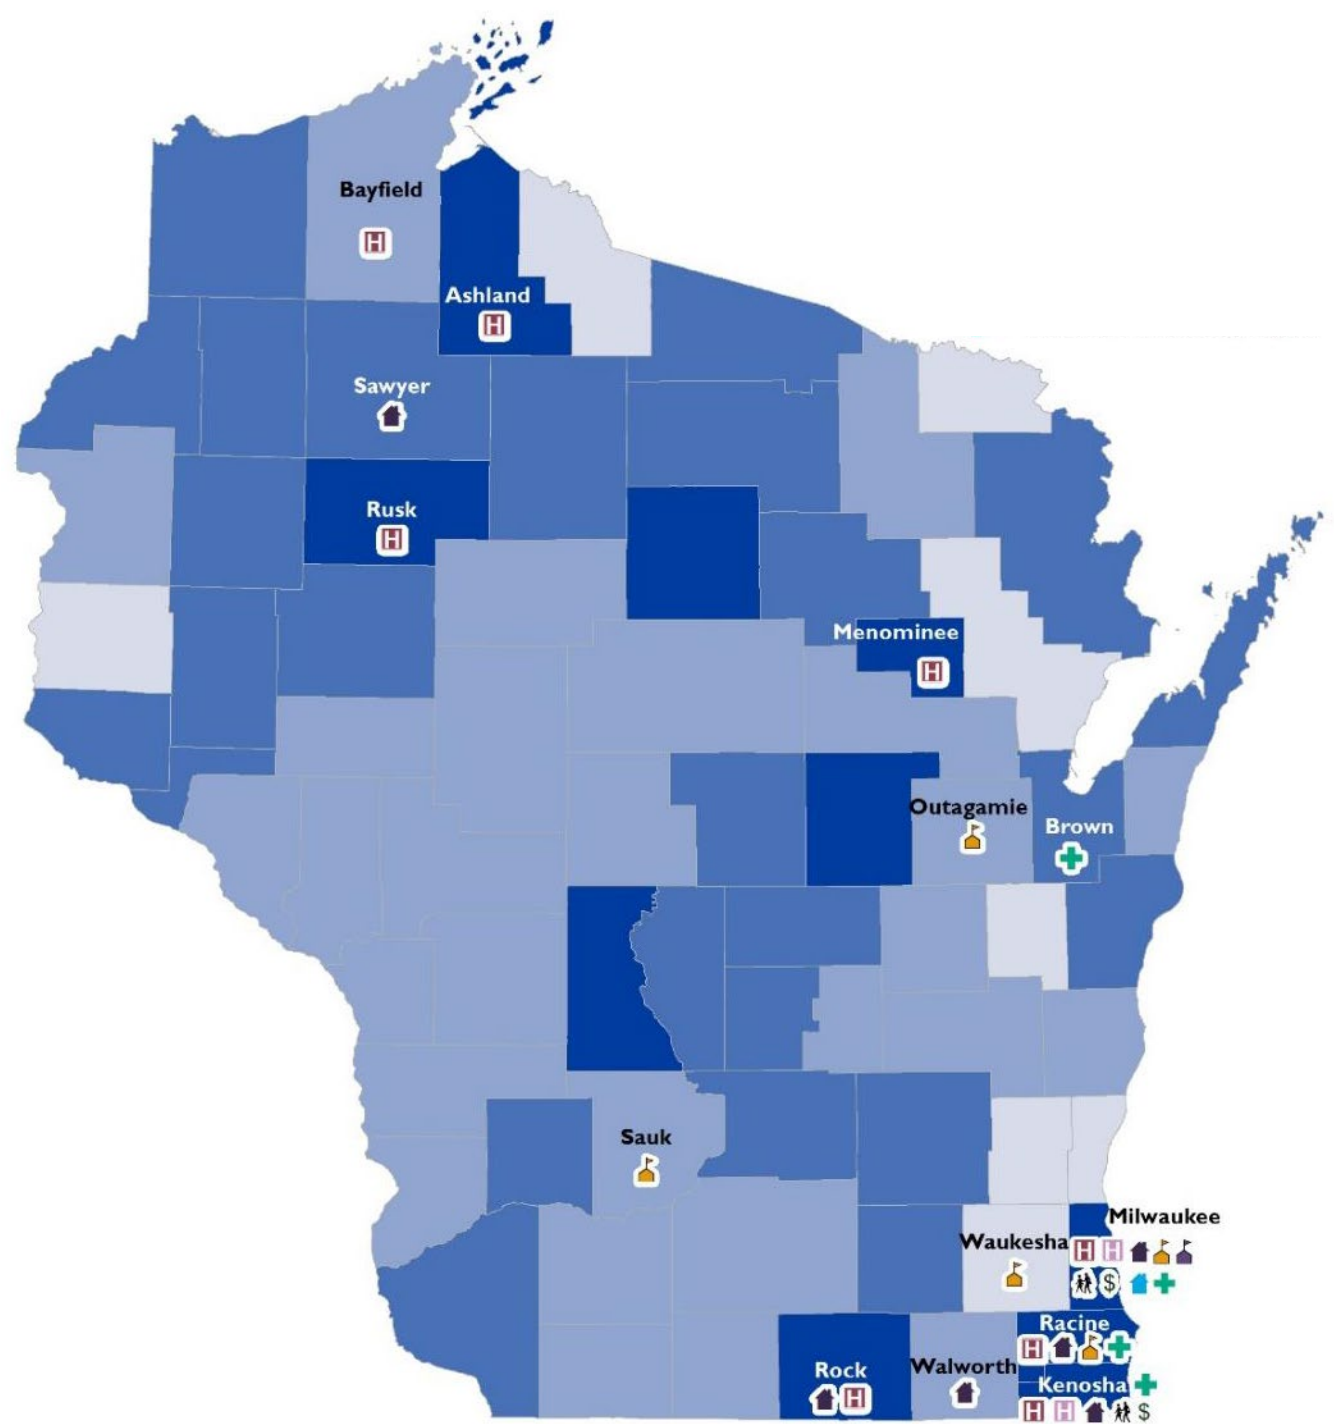 Bayfield
H
Ashland
H
Sawyer
Rusk
H
Menominee
H
Outagamie
Brown
Sauk
Milwaukee
Waukesha
H H
$
Racine
H
Rock
H
Walworth
Kenosha
H H $